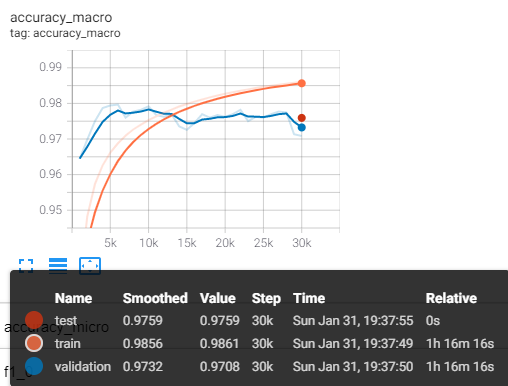 accuracy_macro
tag: accuracy_macro
0.99
0.98
0.97
0.96
0.95
5k 10k 15k 20k 25k 30k
Name Smoothed Value Step Time Relative
test 0.9759 0.9759 30k Sun Jan 31, 19:37:55 0s
accuracy_micro
train 0.9856 0.9861 30k Sun Jan 31, 19:37:49 1h 16m 16s
validation 0.9732 0.9708 30k Sun Jan 31, 19:37:50 1h 16m 16s